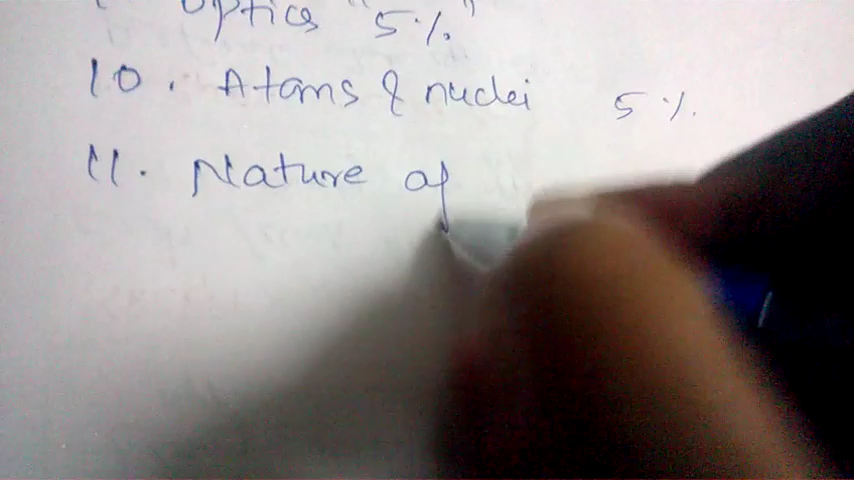 Optics "5%"
10. Atoms & nuclei 5%.
11. Nature of